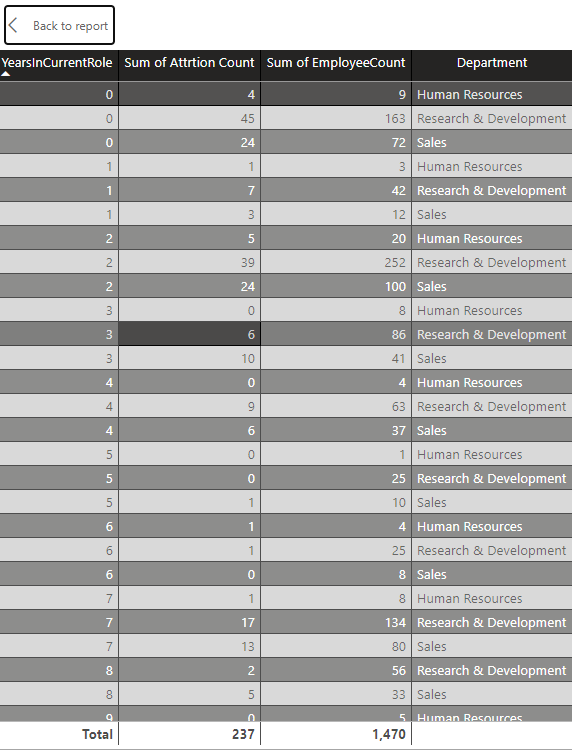 Back to report
YearsInCurrentRole Sum of Attrtion Count Sum of EmployeeCount Department
0 4 9 Human Resources
0 45 163 Research & Development
0 24 72 Sales
1 1 3 Human Resources
1 7 42 Research & Development
1 3 12 Sales
2 5 20 Human Resources
2 39 252 Research & Development
2 24 100 Sales
3 0 8 Human Resources
3 6 86 Research & Development
3 10 41 Sales
4 0 4 Human Resources
4 9 63 Research & Development
4 6 37 Sales
5 0 1 Human Resources
5 0 25 Research & Development
5 1 10 Sales
6 1 4 Human Resources
6 1 25 Research & Development
6 0 8 Sales
7 1 8 Human Resources
7 17 134 Research & Development
7 13 80 Sales
8 2 56 Research & Development
8 5 33 Sales
9 0 5 Human Resources
Total 237 1,470